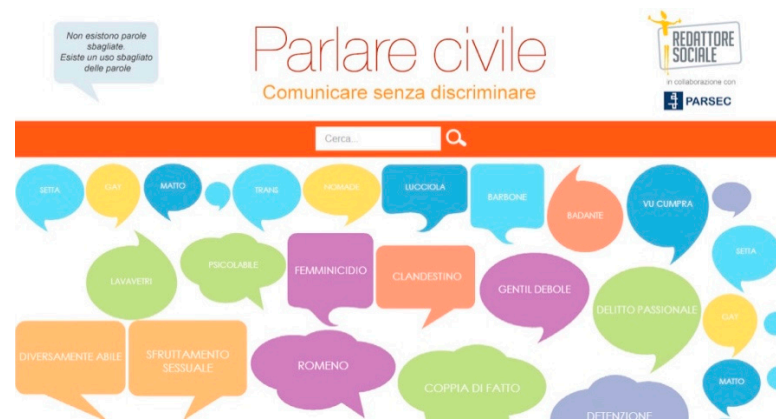 Non esistono parole
sbagliate.
Esiste un uso sbagliato
delle parole
Parlare civile
Comunicare senza discriminare
REDATTORE
SOCIALE
in collaborazione con
PARSEC
Cerca...
SETTA
GAY
MATTO
TRANS
NOMADE
LUCCIOLA
BARBONE
BADANTE
VU CUMPRA
SETTA
LAVAVETRI
PSICOLABILE
FEMMINICIDIO
CLANDESTINO
GENTIL DEBOLE
DELITTO PASSIONALE
GAY
DIVERSAMENTE ABILE
SFRUTTAMENTO
SESSUALE
ROMENO
COPPIA DI FATTO
MATTO
DETENZIONE